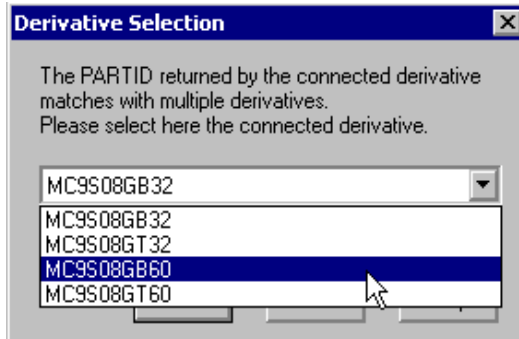 Derivative Selection
The PARTID returned by the connected derivative
matches with multiple derivatives.
Please select here the connected derivative.
MC9S08GB32
MC9S08GB32
MC9S08GT32
MC9S08GB60
MC9S08GT60